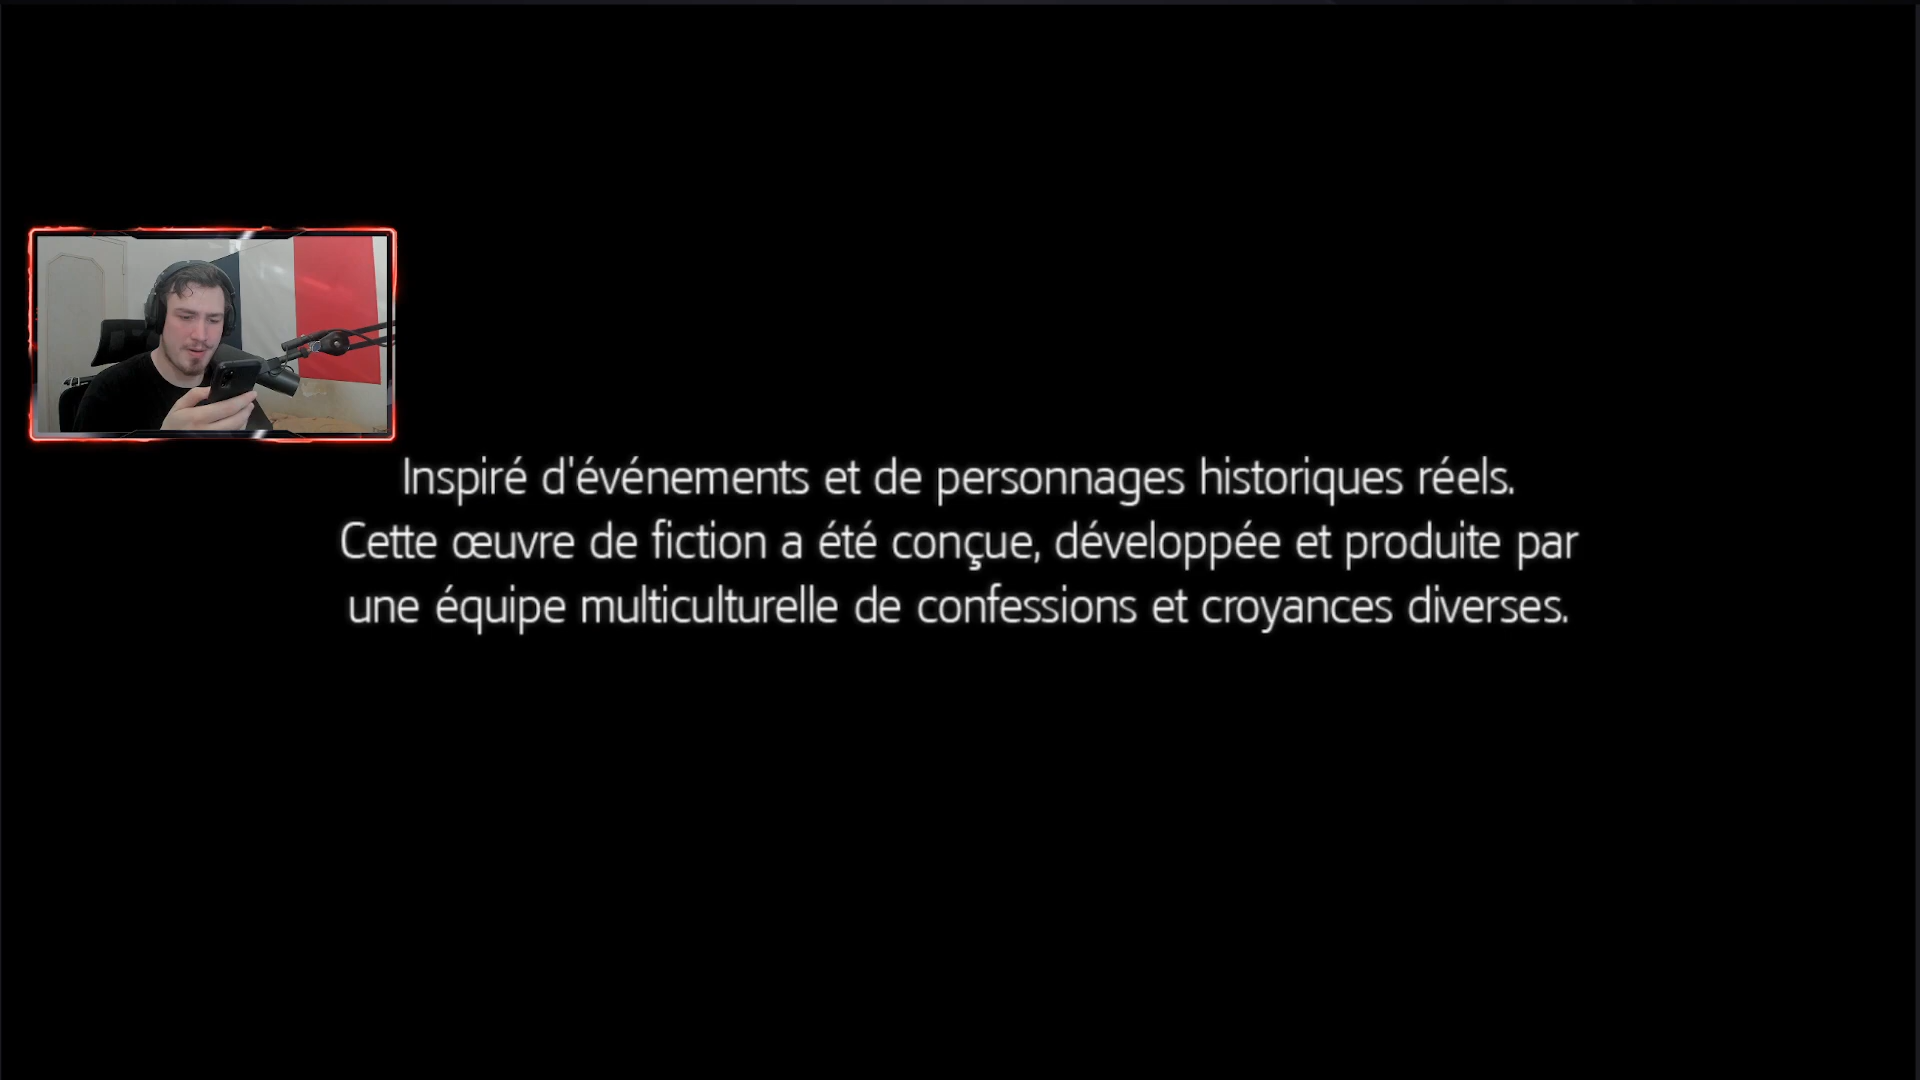 Inspiré d'événements et de personnages historiques réels.
Cette œuvre de fiction a été conçue, développée et produite par
une équipe multiculturelle de confessions et croyances diverses.